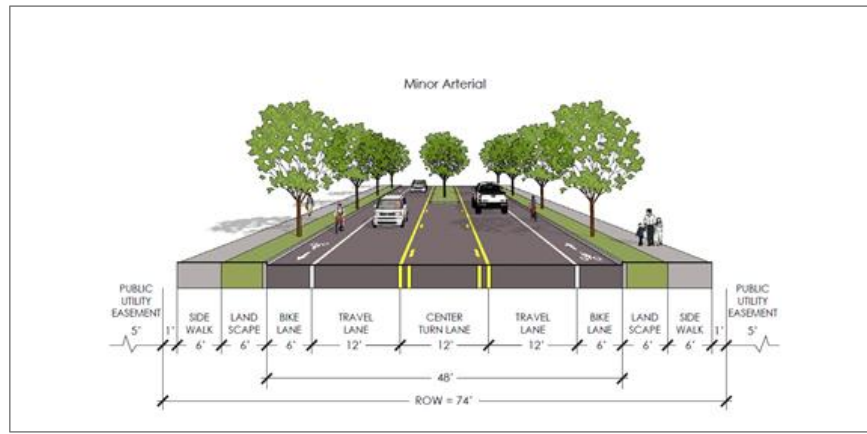 Minor Arterial
PUBLIC UTILITY EASEMENT 5'
1'
SIDE WALK 6'
LAND SCAPE 6'
BIKE LANE 6'
TRAVEL LANE 12'
CENTER TURN LANE 12'
TRAVEL LANE 12'
BIKE LANE 6'
LAND SCAPE 6'
SIDE WALK 6'
1'
PUBLIC UTILITY EASEMENT 5'
48'
ROW = 74'